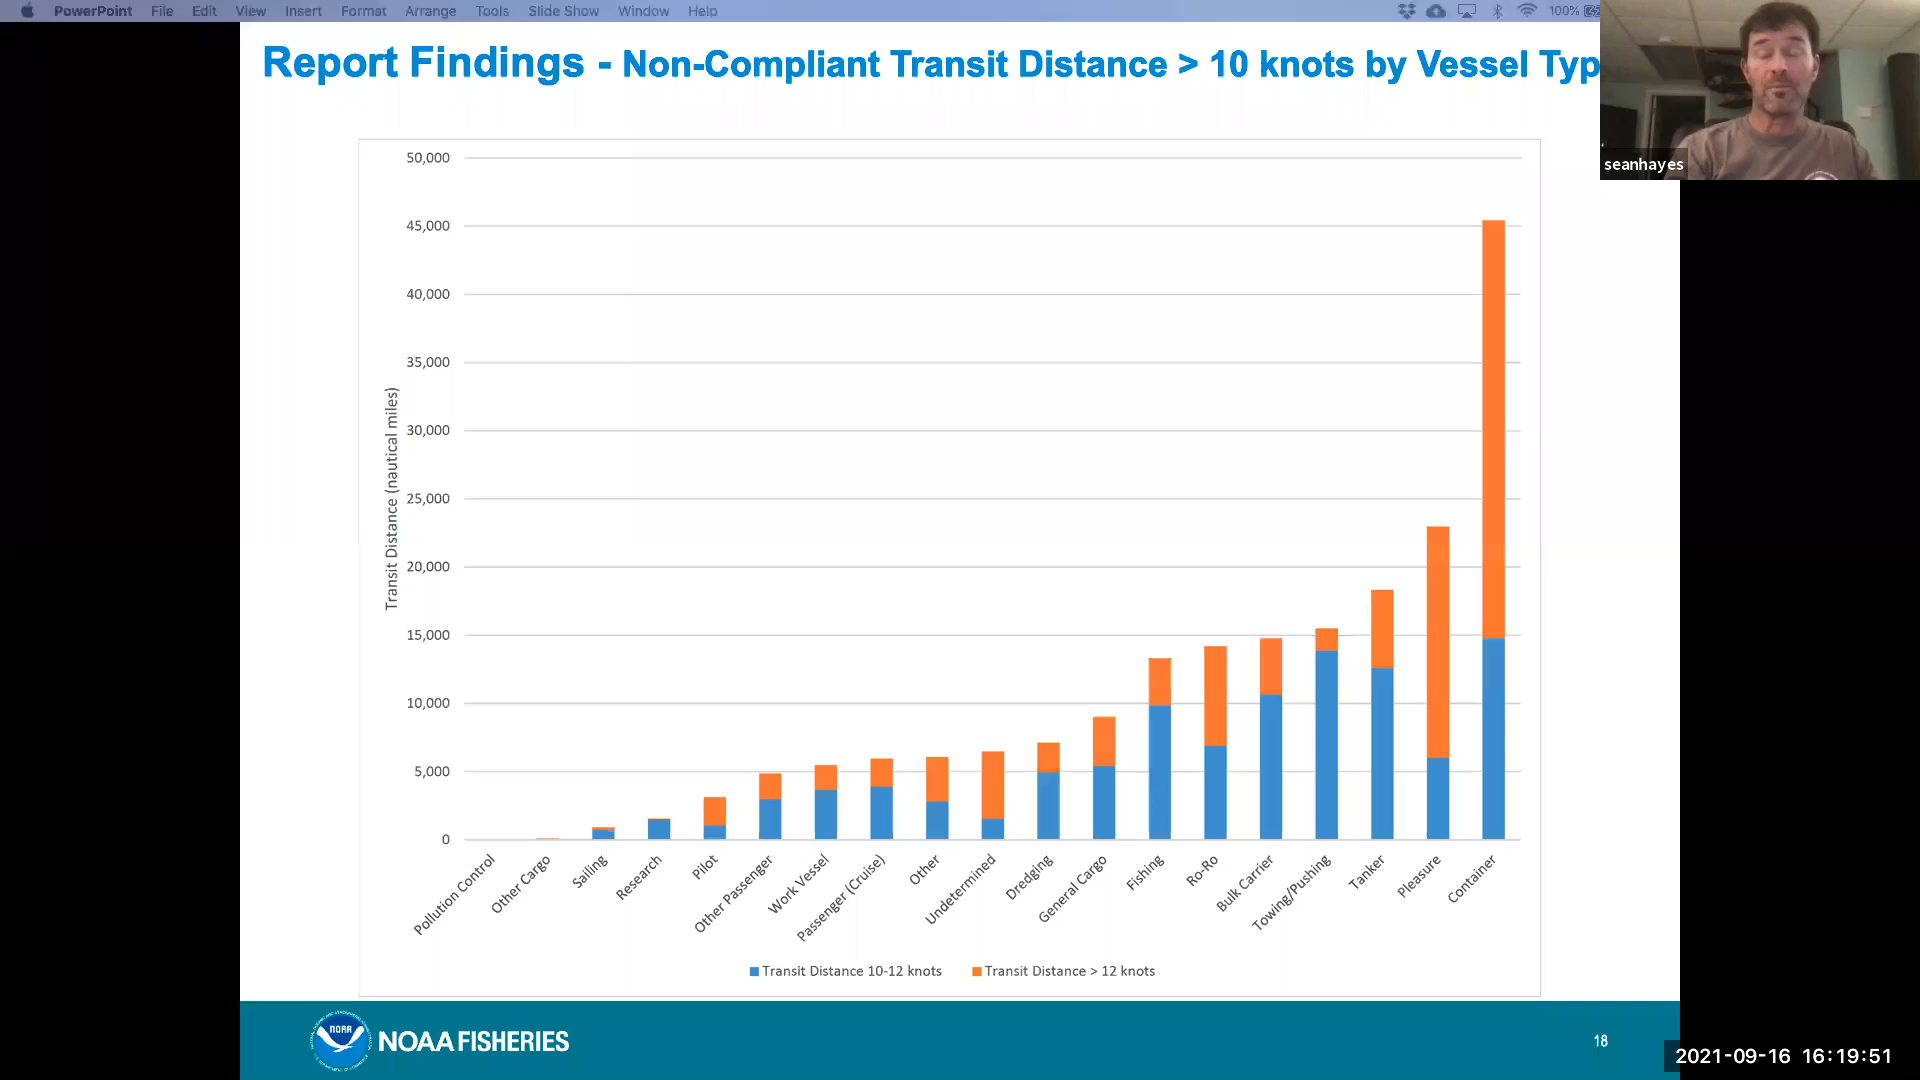 PowerPoint File Edit View Insert Format Arrange Tools Slide Show Window Help 100%
Report Findings - Non-Compliant Transit Distance > 10 knots by Vessel Typ
seanhayes
50,000
45,000
40,000
35,000
30,000
25,000
20,000
15,000
10,000
5,000
0
Transit Distance (nautical miles)
Pollution Control
Other Cargo
Sailing
Research
Pilot
Other Passenger
Work Vessel
Passenger (Cruise)
Other
Undetermined
Dredging
General Cargo
Fishing
Ro-Ro
Bulk Carrier
Towing/Pushing
Tanker
Pleasure
Container
Transit Distance 10-12 knots Transit Distance > 12 knots
NOAA
NOAA FISHERIES
18
2021-09-16 16:19:51